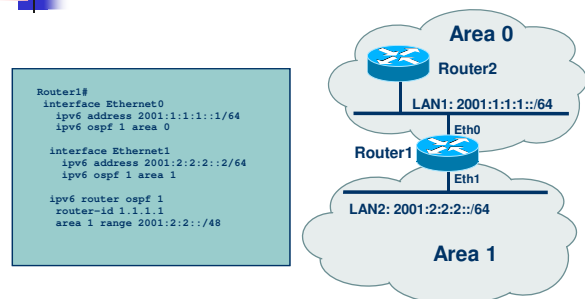 Router1#
interface Ethernet0
ipv6 address 2001:1:1:1::1/64
ipv6 ospf 1 area 0
interface Ethernet1
ipv6 address 2001:2:2:2::2/64
ipv6 ospf 1 area 1
ipv6 router ospf 1
router-id 1.1.1.1
area 1 range 2001:2:2::/48
Area 0
Router2
LAN1: 2001:1:1:1::/64
Eth0
Router1
Eth1
LAN2: 2001:2:2:2::/64
Area 1